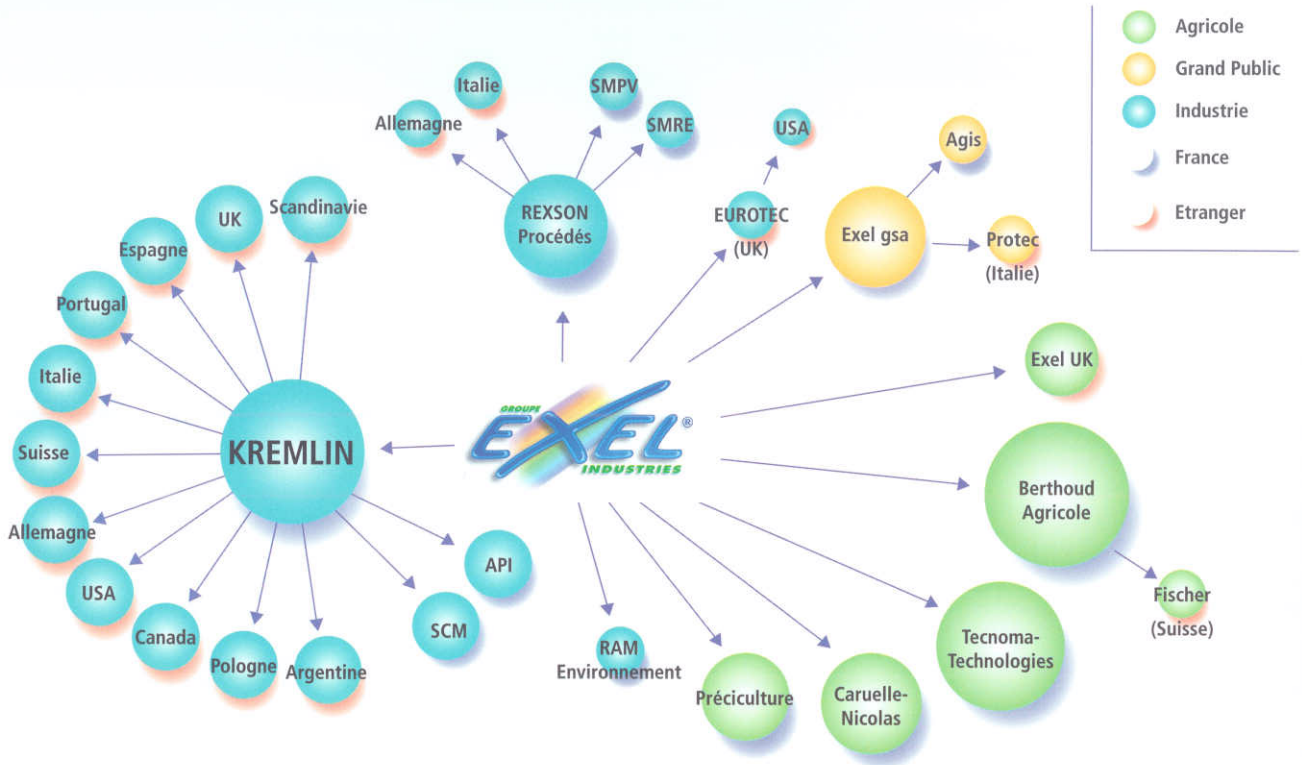 Agricole
Grand Public
Industrie
France
Etranger
Italie
Allemagne
SMPV
SMRE
REXSON
Procédés
USA
EUROTEC
(UK)
Agis
Exel gsa
Protec
(Italie)
Scandinavie
UK
Espagne
Portugal
Italie
Suisse
Allemagne
USA
Canada
Pologne
Argentine
KREMLIN
SCM
API
GROUPE
EXEL®
INDUSTRIES
Exel UK
Berthoud
Agricole
Fischer
(Suisse)
Tecnoma-
Technologies
Caruelle-
Nicolas
Préciculture
RAM
Environnement